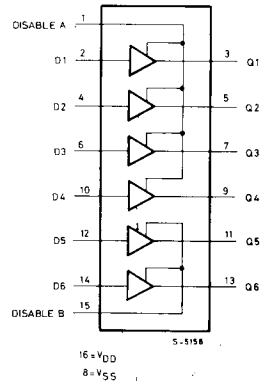 DISABLE A 1
D1 2 3 Q1
D2 4 5 Q2
D3 6 7 Q3
D4 10 9 Q4
D5 12 11 Q5
D6 14 13 Q6
DISABLE B 15
S-5156
16=VDD
8=VSS